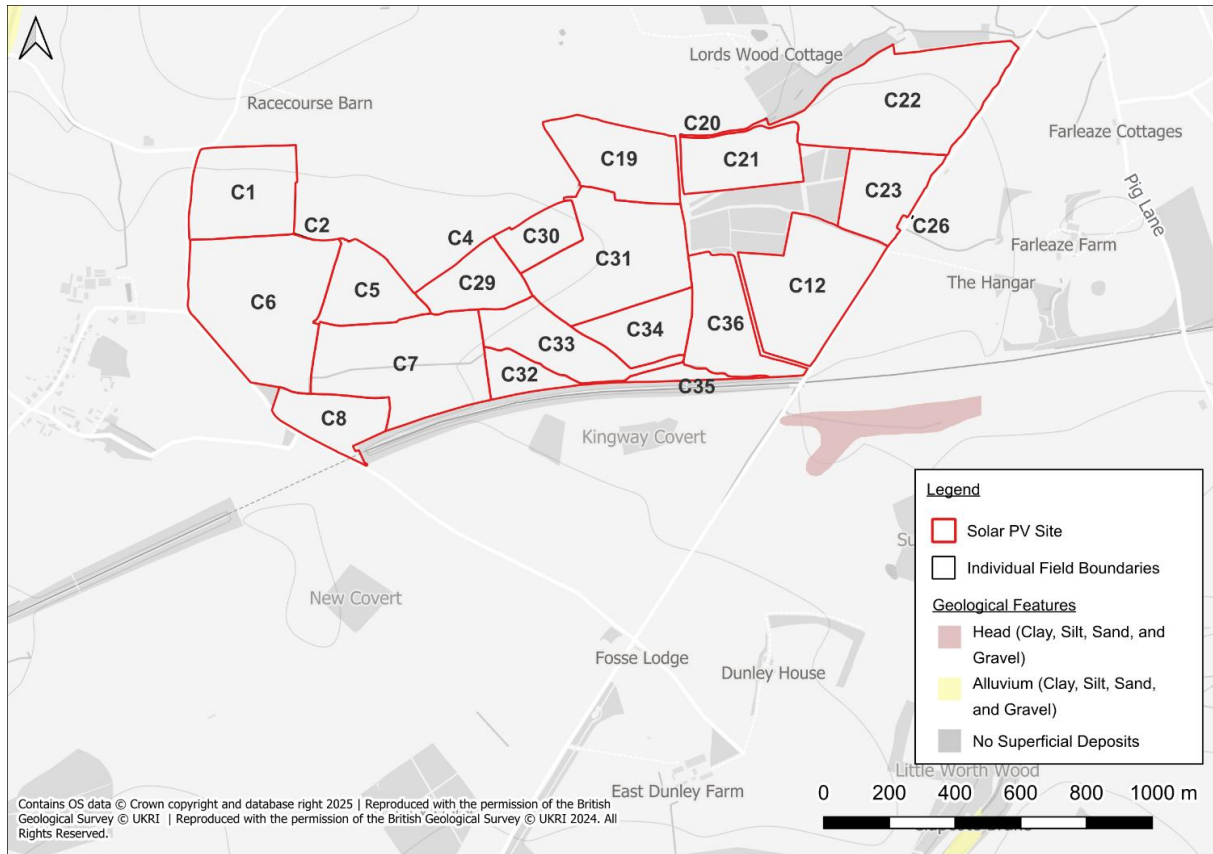 Lords Wood Cottage
Racecourse Barn
C22
C20
Farleaze Cottages
C19
C21
C1
C23
Pig Lane
C2
C26
C4
C30
Farleaze Farm
C31
C29
The Hangar
C5
C12
C6
C36
C34
C33
C7
C32
C35
C8
Kingway Covert
Legend
Solar PV Site
Su
Individual Field Boundaries
New Covert
Geological Features
Head (Clay, Silt, Sand, and
Gravel)
Fosse Lodge
Dunley House
Alluvium (Clay, Silt, Sand,
and Gravel)
No Superficial Deposits
Little Worth Wood
East Dunley Farm
0 200 400 600 800 1000 m
Contains OS data © Crown copyright and database right 2025 | Reproduced with the permission of the British
Geological Survey © UKRI | Reproduced with the permission of the British Geological Survey © UKRI 2024. All
Rights Reserved.